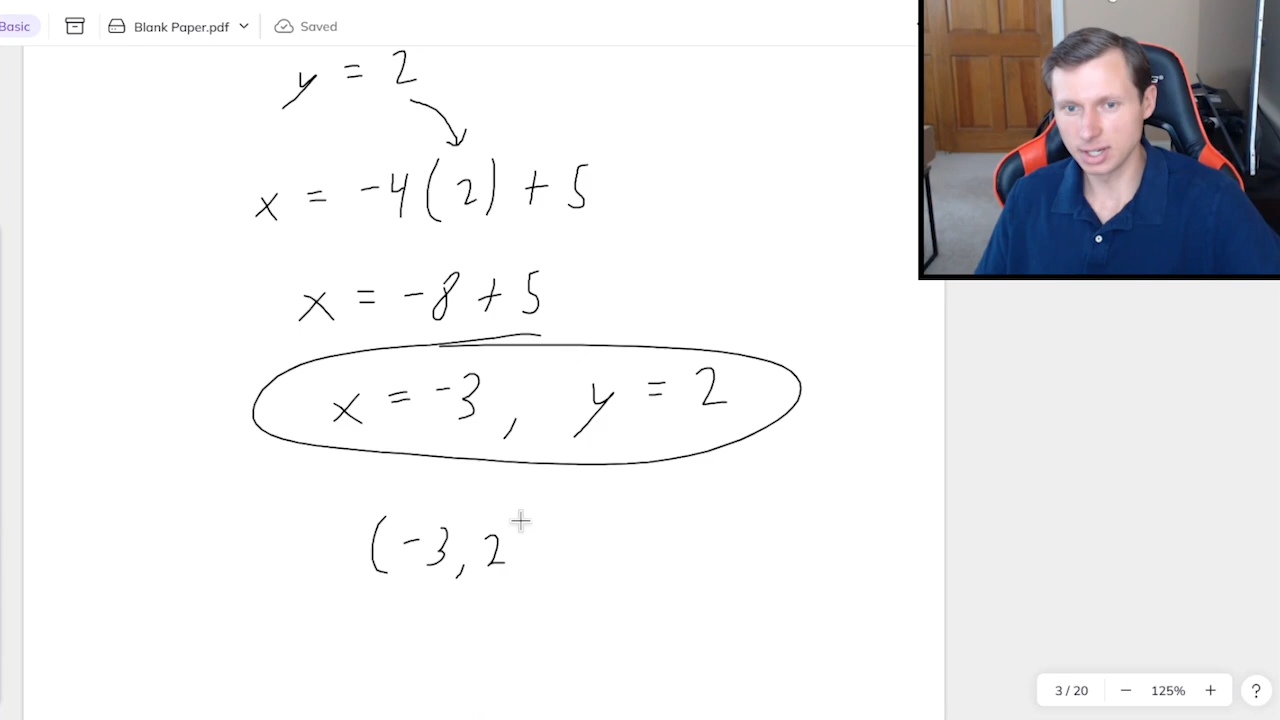 Basic Blank Paper.pdf Saved
y = 2
x = -4(2) + 5
x = -8 + 5
x = -3, y = 2
(-3, 2
3 / 20 − 125% + ?